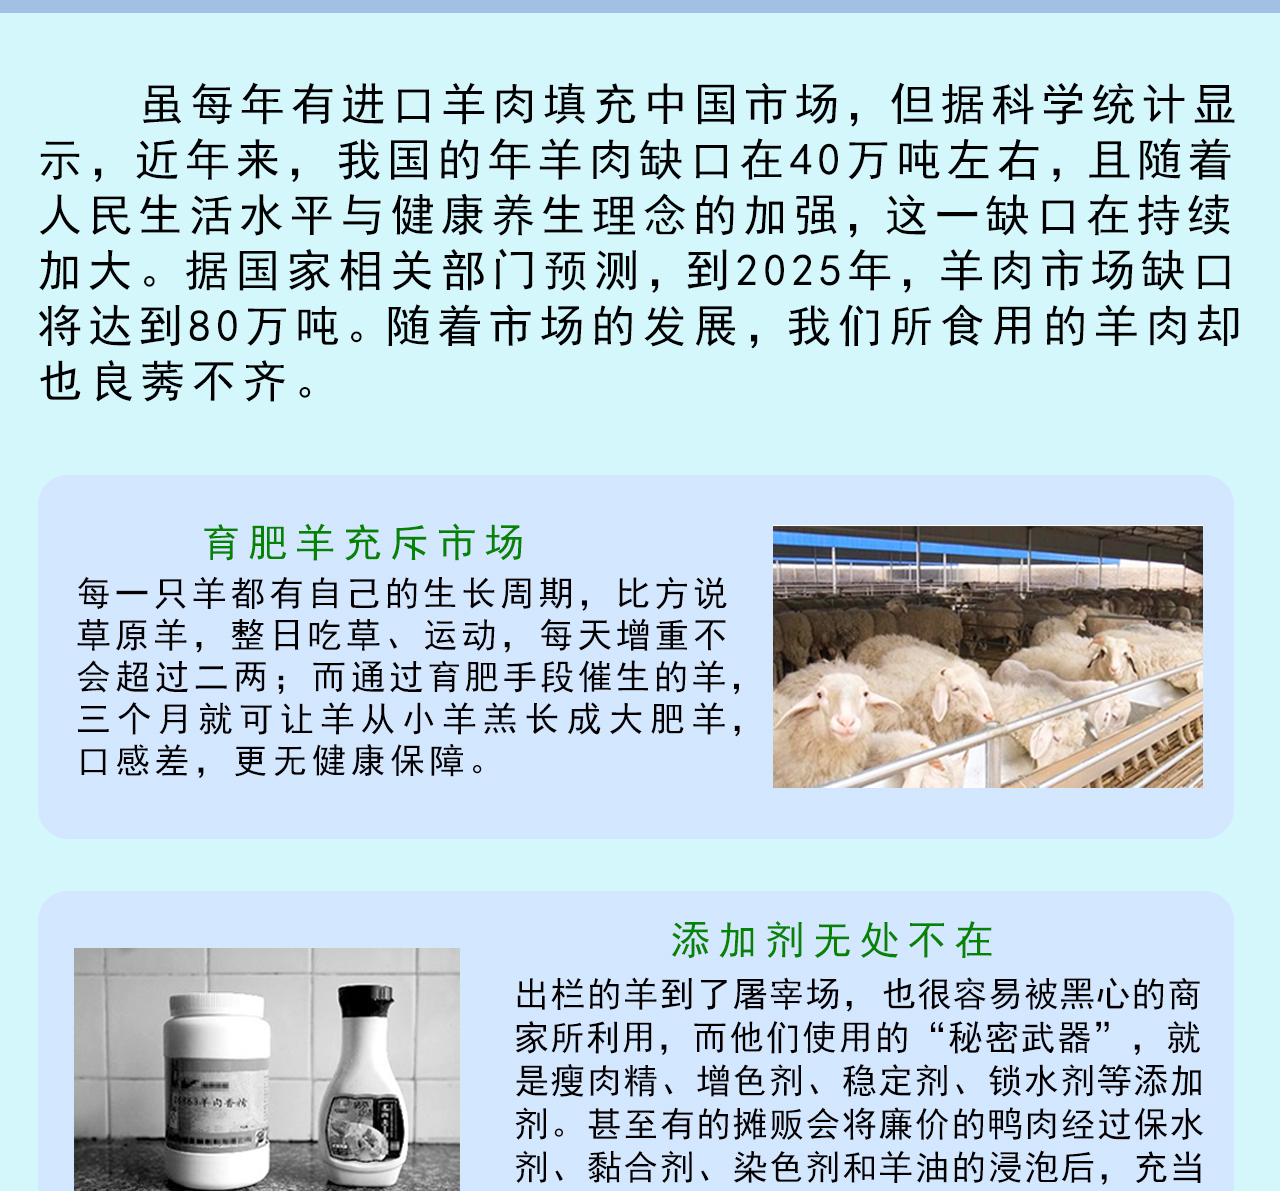 虽每年有进口羊肉填充中国市场，但据科学统计显
示，近年来，我国的年羊肉缺口在40万吨左右，且随着
人民生活水平与健康养生理念的加强，这一缺口在持续
加大。据国家相关部门预测，到2025年，羊肉市场缺口
将达到80万吨。随着市场的发展，我们所食用的羊肉却
也良莠不齐。
育肥羊充斥市场
每一只羊都有自己的生长周期，比方说
草原羊，整日吃草、运动，每天增重不
会超过二两；而通过育肥手段催生的羊，
三个月就可让羊从小羊羔长成大肥羊，
口感差，更无健康保障。
添加剂无处不在
出栏的羊到了屠宰场，也很容易被黑心的商
家所利用，而他们使用的“秘密武器”，就
是瘦肉精、增色剂、稳定剂、锁水剂等添加
剂。甚至有的摊贩会将廉价的鸭肉经过保水
剂、黏合剂、染色剂和羊油的浸泡后，充当